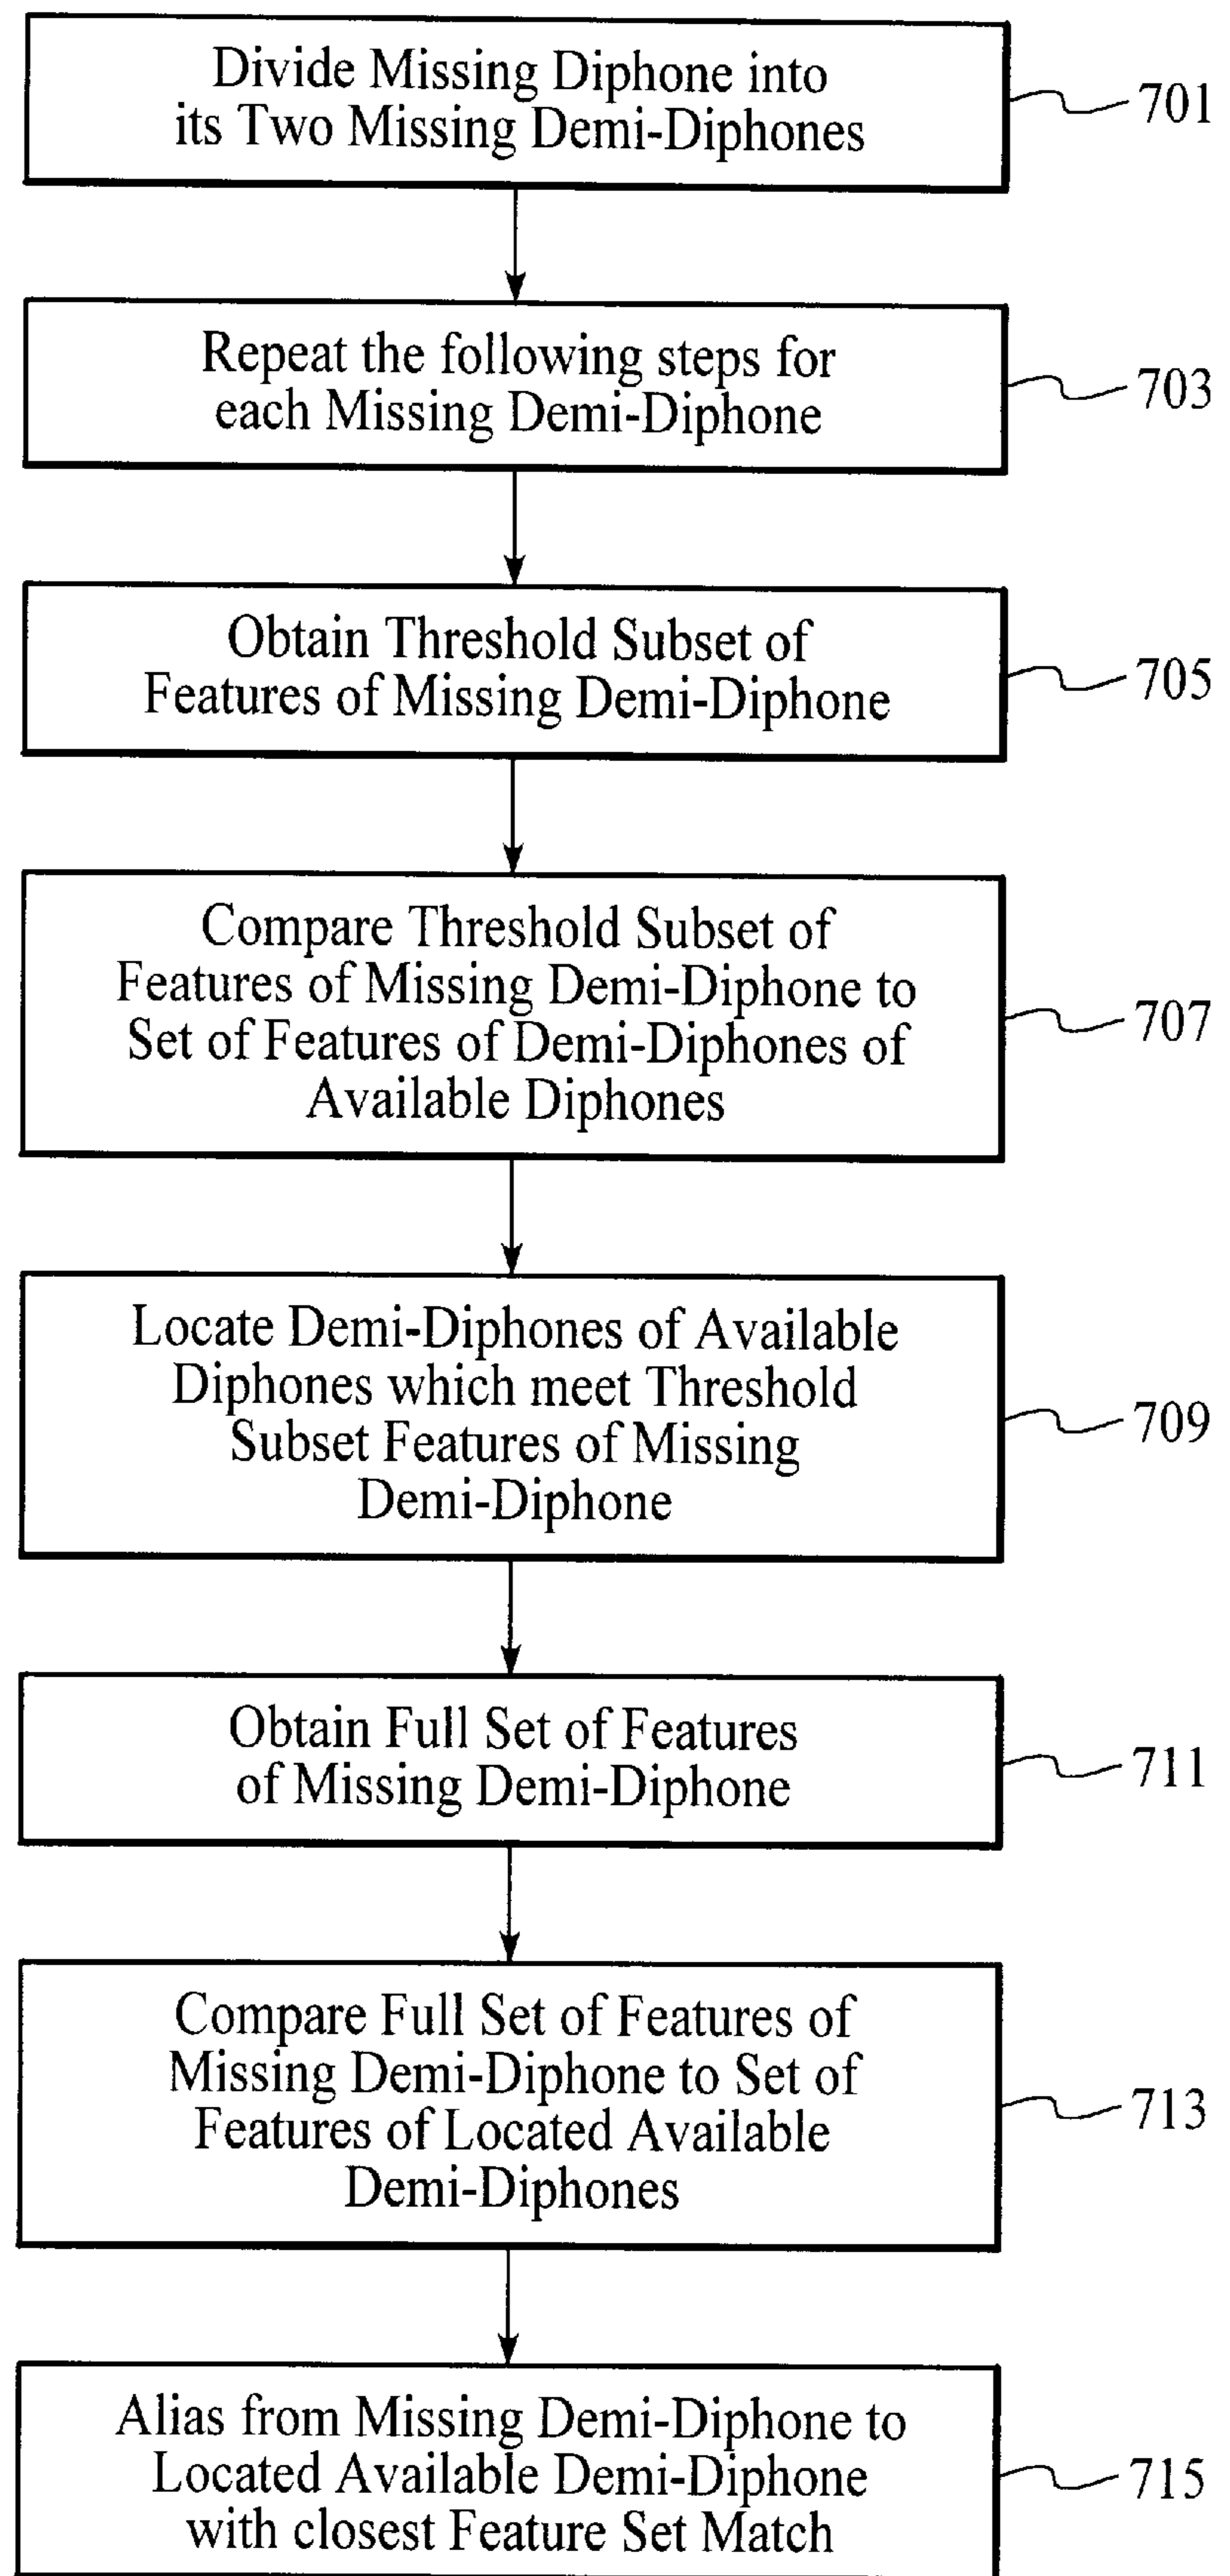 Divide Missing Diphone into
its Two Missing Demi-Diphones
701
Repeat the following steps for
each Missing Demi-Diphone
703
Obtain Threshold Subset of
Features of Missing Demi-Diphone
705
Compare Threshold Subset of
Features of Missing Demi-Diphone to
Set of Features of Demi-Diphones of
Available Diphones
707
Locate Demi-Diphones of Available
Diphones which meet Threshold
Subset Features of Missing
Demi-Diphone
709
Obtain Full Set of Features
of Missing Demi-Diphone
711
Compare Full Set of Features of
Missing Demi-Diphone to Set of
Features of Located Available
Demi-Diphones
713
Alias from Missing Demi-Diphone to
Located Available Demi-Diphone
with closest Feature Set Match
715